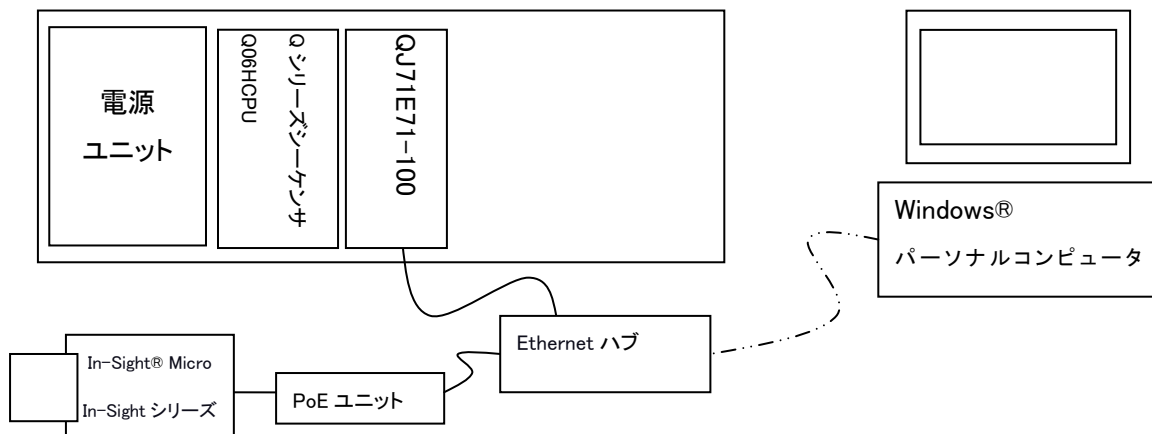 電源
ユニット
Q シリーズシーケンサ
Q06HCPU
QJ71E71-100
Windows®
パーソナルコンピュータ
Ethernet ハブ
In-Sight® Micro
In-Sight シリーズ
PoE ユニット